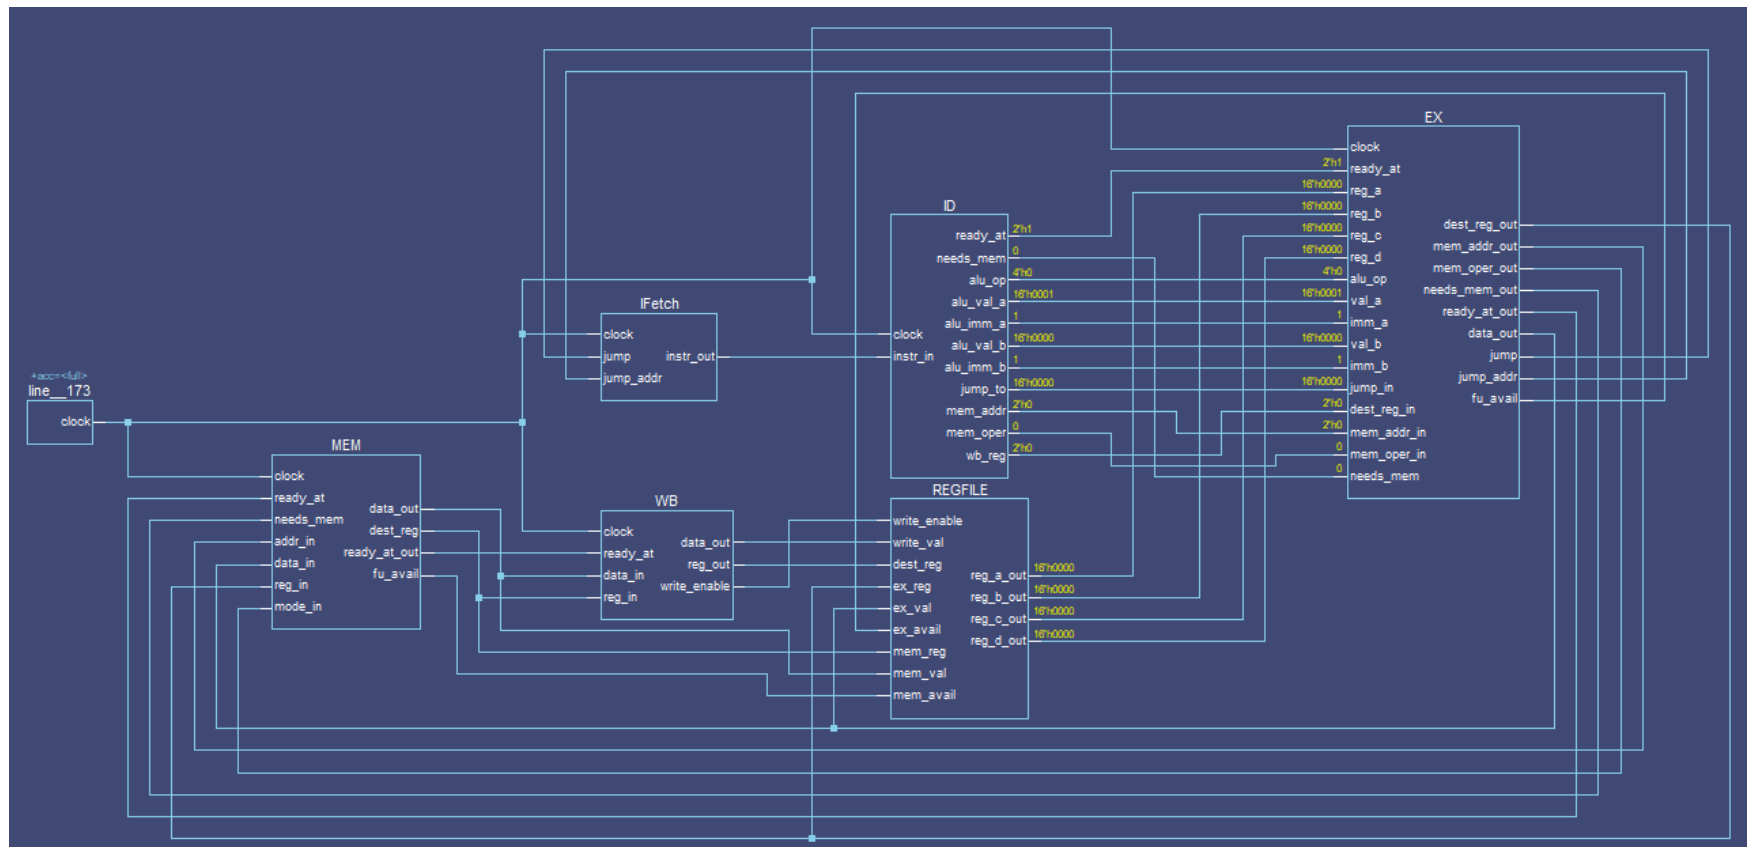 +acc=<full>
line__173
clock
MEM
clock
ready_at
needs_mem
addr_in
data_in
reg_in
mode_in
data_out
dest_reg
ready_at_out
fu_avail
IFetch
clock
jump
jump_addr
instr_out
WB
clock
ready_at
data_in
reg_in
data_out
reg_out
write_enable
ID
clock
instr_in
ready_at 2'h1
needs_mem 0
alu_op 4'h0
alu_val_a 16'h0001
alu_imm_a 1
alu_val_b 16'h0000
alu_imm_b 1
jump_to 16'h0000
mem_addr 2'h0
mem_oper 0
wb_reg 2'h0
REGFILE
write_enable
write_val
dest_reg
ex_reg
ex_val
ex_avail
mem_reg
mem_val
mem_avail
reg_a_out 16'h0000
reg_b_out 16'h0000
reg_c_out 16'h0000
reg_d_out 16'h0000
EX
clock
2'h1 ready_at
16'h0000 reg_a
16'h0000 reg_b
16'h0000 reg_c
16'h0000 reg_d
4'h0 alu_op
16'h0001 val_a
1 imm_a
16'h0000 val_b
1 imm_b
16'h0000 jump_in
2'h0 dest_reg_in
2'h0 mem_addr_in
0 mem_oper_in
0 needs_mem
dest_reg_out
mem_addr_out
mem_oper_out
needs_mem_out
ready_at_out
data_out
jump
jump_addr
fu_avail